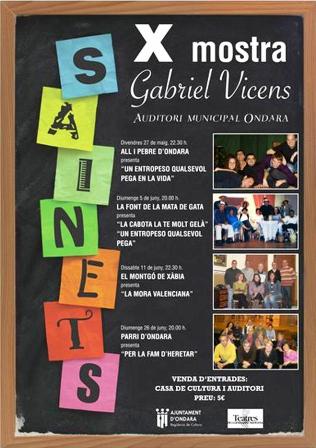 X mostra
Gabriel Vicens
AUDITORI MUNICIPAL ONDARA
SAINETS
Divendres 27 de maig, 22.30 h.
ALL I PEBRE D'ONDARA
presenta
"UN ENTROPESO QUALSEVOL
PEGA EN LA VIDA"
Diumenge 5 de juny, 20.00 h.
LA FONT DE LA MATA DE GATA
presenta
"LA CABOTA LA TE MOLT GELÀ"
"UN ENTROPESO QUALSEVOL
PEGA"
Dissabte 11 de juny, 22.30 h.
EL MONTGÓ DE XÀBIA
presenta
"LA MORA VALENCIANA"
Diumenge 26 de juny, 20.00 h.
PARRI D'ONDARA
presenta
"PER LA FAM D'HERETAR"
VENDA D'ENTRADES:
CASA DE CULTURA I AUDITORI
PREU: 5€
AJUNTAMENT
D'ONDARA
Regidoria de Cultura
Teatres